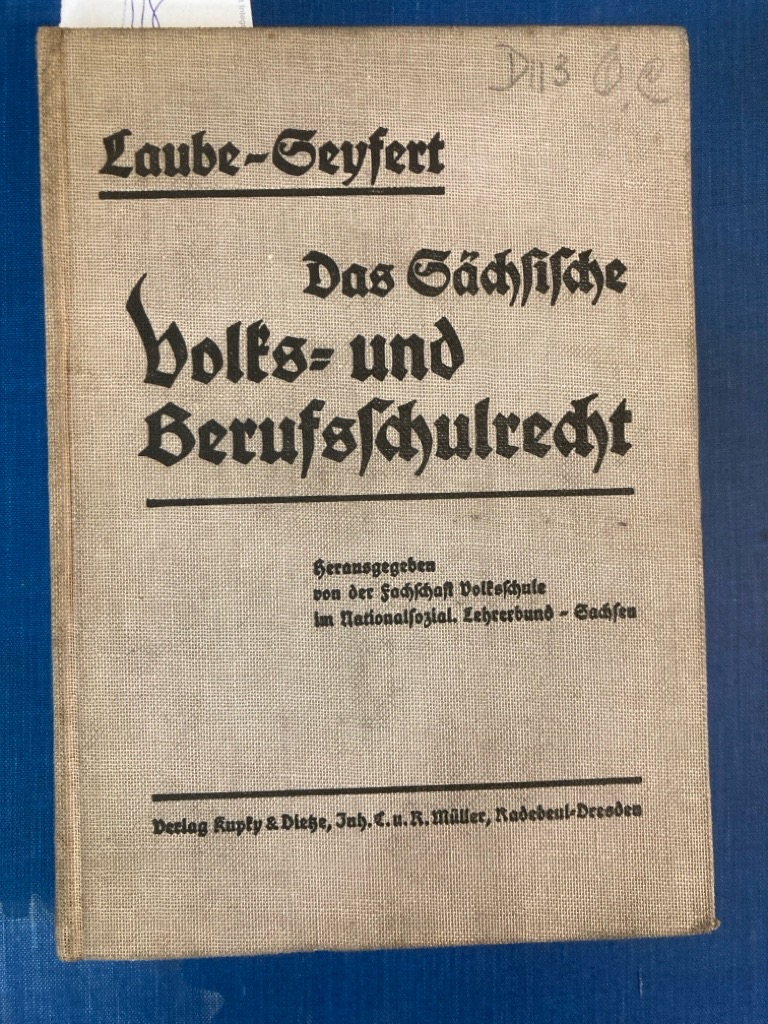 118
D113
Laube-Seyfert
Das Sächsische
Volks- und
Berufsschulrecht
Herausgegeben
von der Fachschaft Volksschule
im Nationalsozial. Lehrerbund - Sachsen
Verlag Kupky & Dietze, Inh. C. u. R. Müller, Radebeul-Dresden